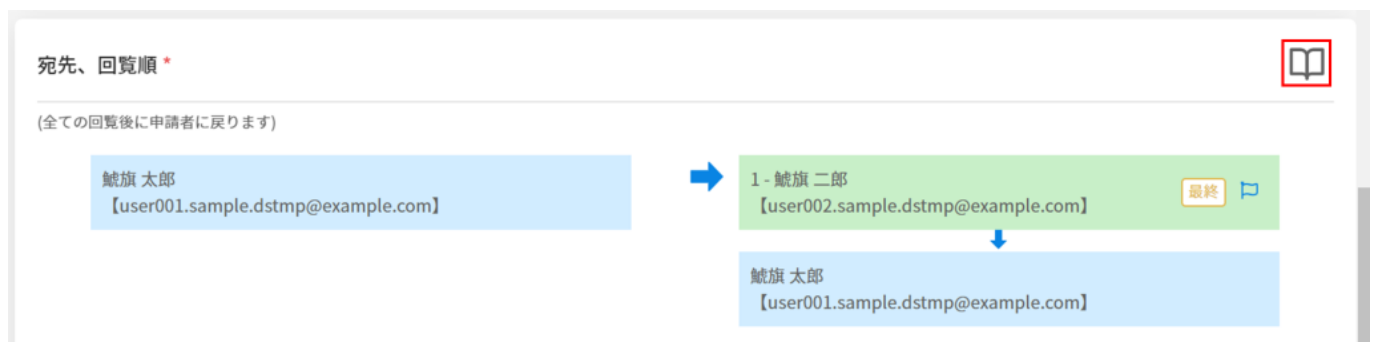 宛先、回覧順 *
(全ての回覧後に申請者に戻ります)
鯱旗 太郎
【user001.sample.dstmp@example.com】
1 - 鯱旗 二郎
【user002.sample.dstmp@example.com】
最終
鯱旗 太郎
【user001.sample.dstmp@example.com】